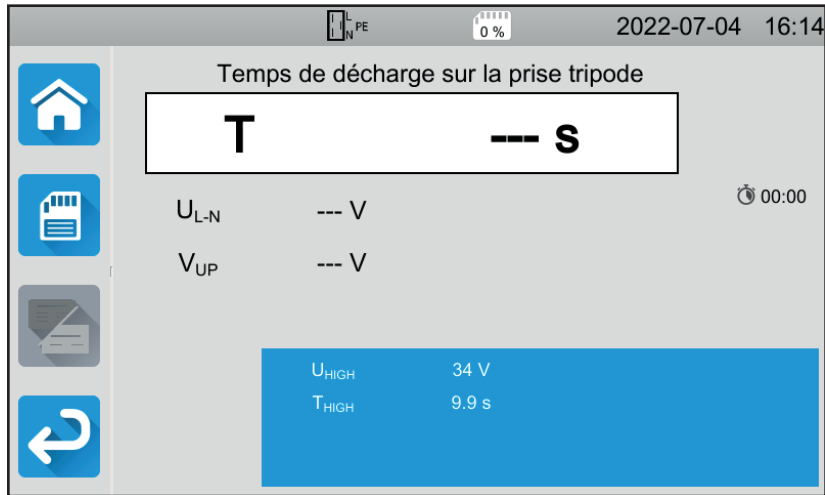 L N PE 0 % 2022-07-04 16:14
Temps de décharge sur la prise tripode
T --- s
00:00
UL-N --- V
VUP --- V
UHIGH 34 V
THIGH 9.9 s